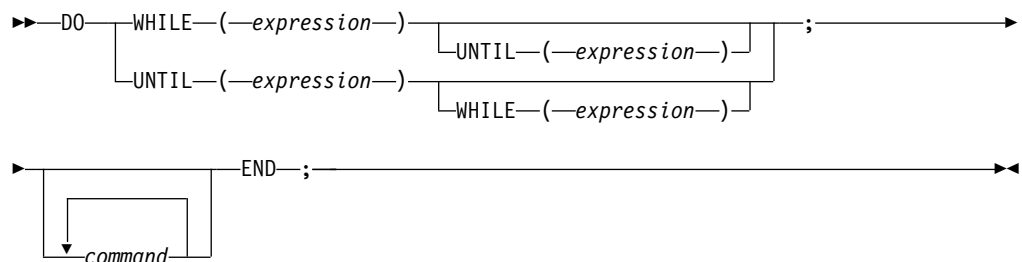 DO WHILE ( expression ) ;
UNTIL ( expression )
UNTIL ( expression )
WHILE ( expression )
END ;
command